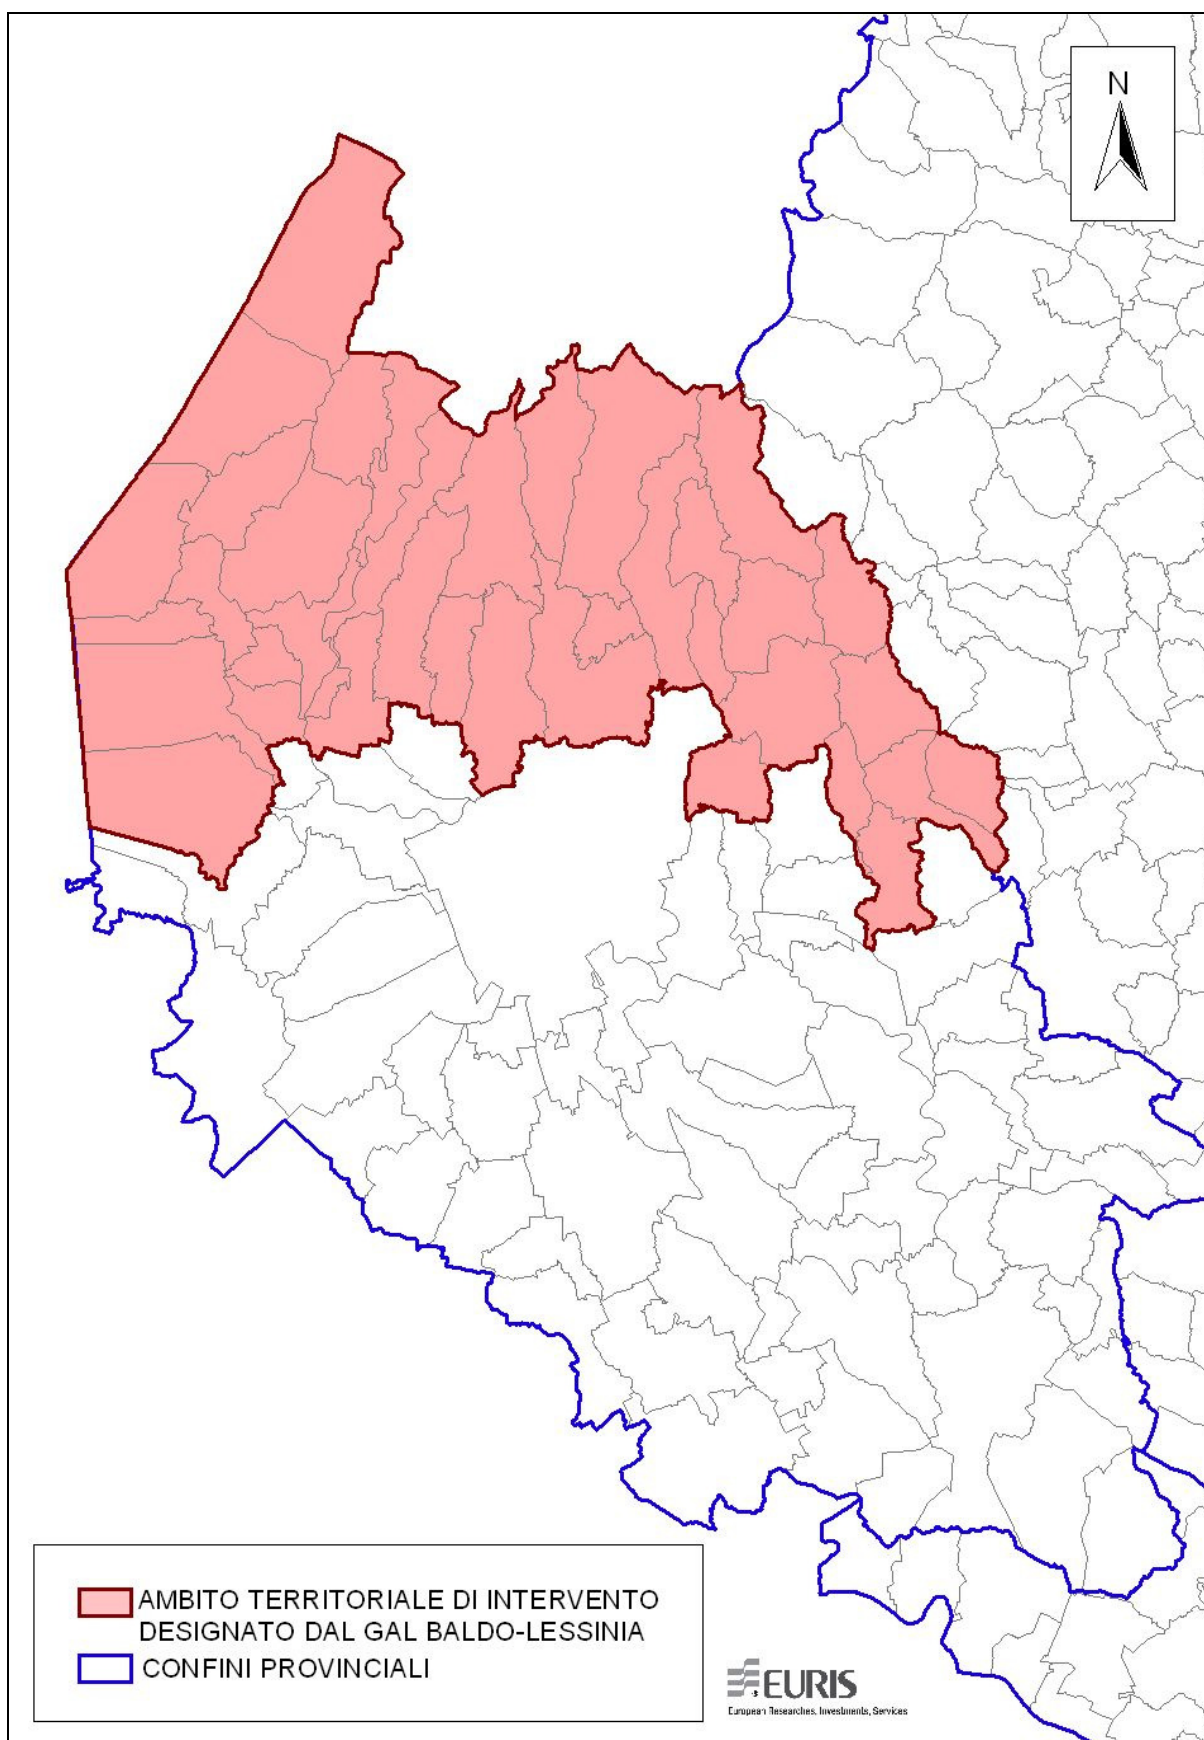 N
AMBITO TERRITORIALE DI INTERVENTO
DESIGNATO DAL GAL BALDO-LESSINIA
CONFINI PROVINCIALI
EURIS
European Researches, Investments, Services